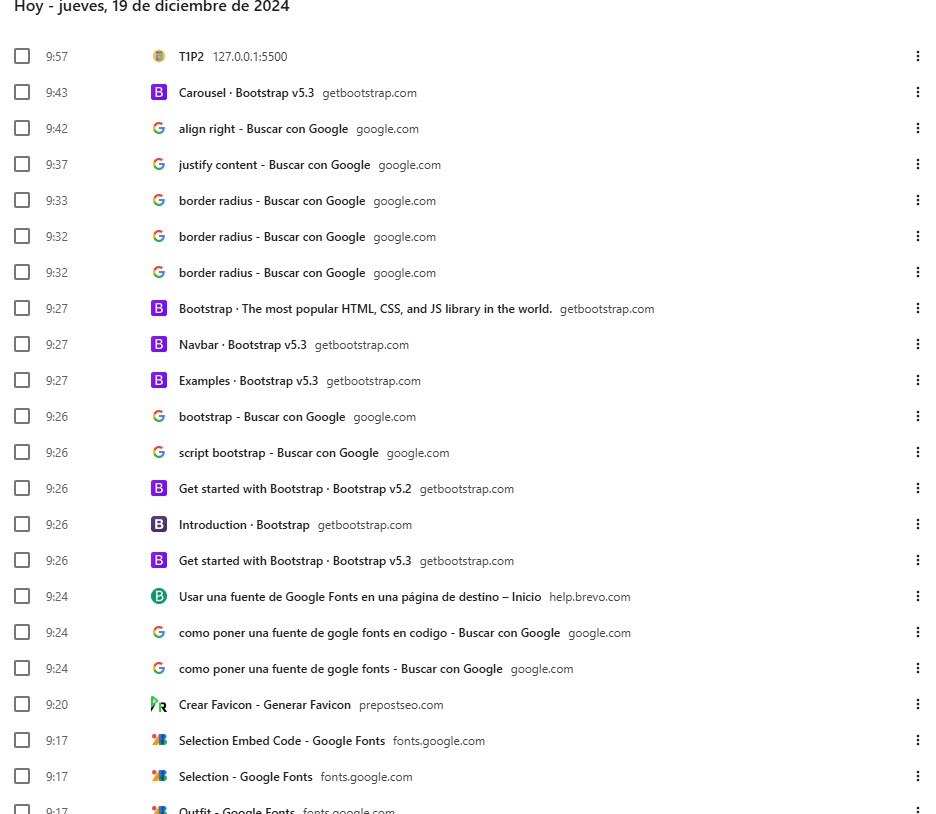 Hoy - jueves, 19 de diciembre de 2024
9:57 T1P2 127.0.0.1:5500
9:43 Carousel · Bootstrap v5.3 getbootstrap.com
9:42 align right - Buscar con Google google.com
9:37 justify content - Buscar con Google google.com
9:33 border radius - Buscar con Google google.com
9:32 border radius - Buscar con Google google.com
9:32 border radius - Buscar con Google google.com
9:27 Bootstrap · The most popular HTML, CSS, and JS library in the world. getbootstrap.com
9:27 Navbar · Bootstrap v5.3 getbootstrap.com
9:27 Examples · Bootstrap v5.3 getbootstrap.com
9:26 bootstrap - Buscar con Google google.com
9:26 script bootstrap - Buscar con Google google.com
9:26 Get started with Bootstrap · Bootstrap v5.2 getbootstrap.com
9:26 Introduction · Bootstrap getbootstrap.com
9:26 Get started with Bootstrap · Bootstrap v5.3 getbootstrap.com
9:24 Usar una fuente de Google Fonts en una página de destino – Inicio help.brevo.com
9:24 como poner una fuente de gogle fonts en codigo - Buscar con Google google.com
9:24 como poner una fuente de gogle fonts - Buscar con Google google.com
9:20 Crear Favicon - Generar Favicon prepostseo.com
9:17 Selection Embed Code - Google Fonts fonts.google.com
9:17 Selection - Google Fonts fonts.google.com
9:17 Outfit - Google Fonts fonts.google.com